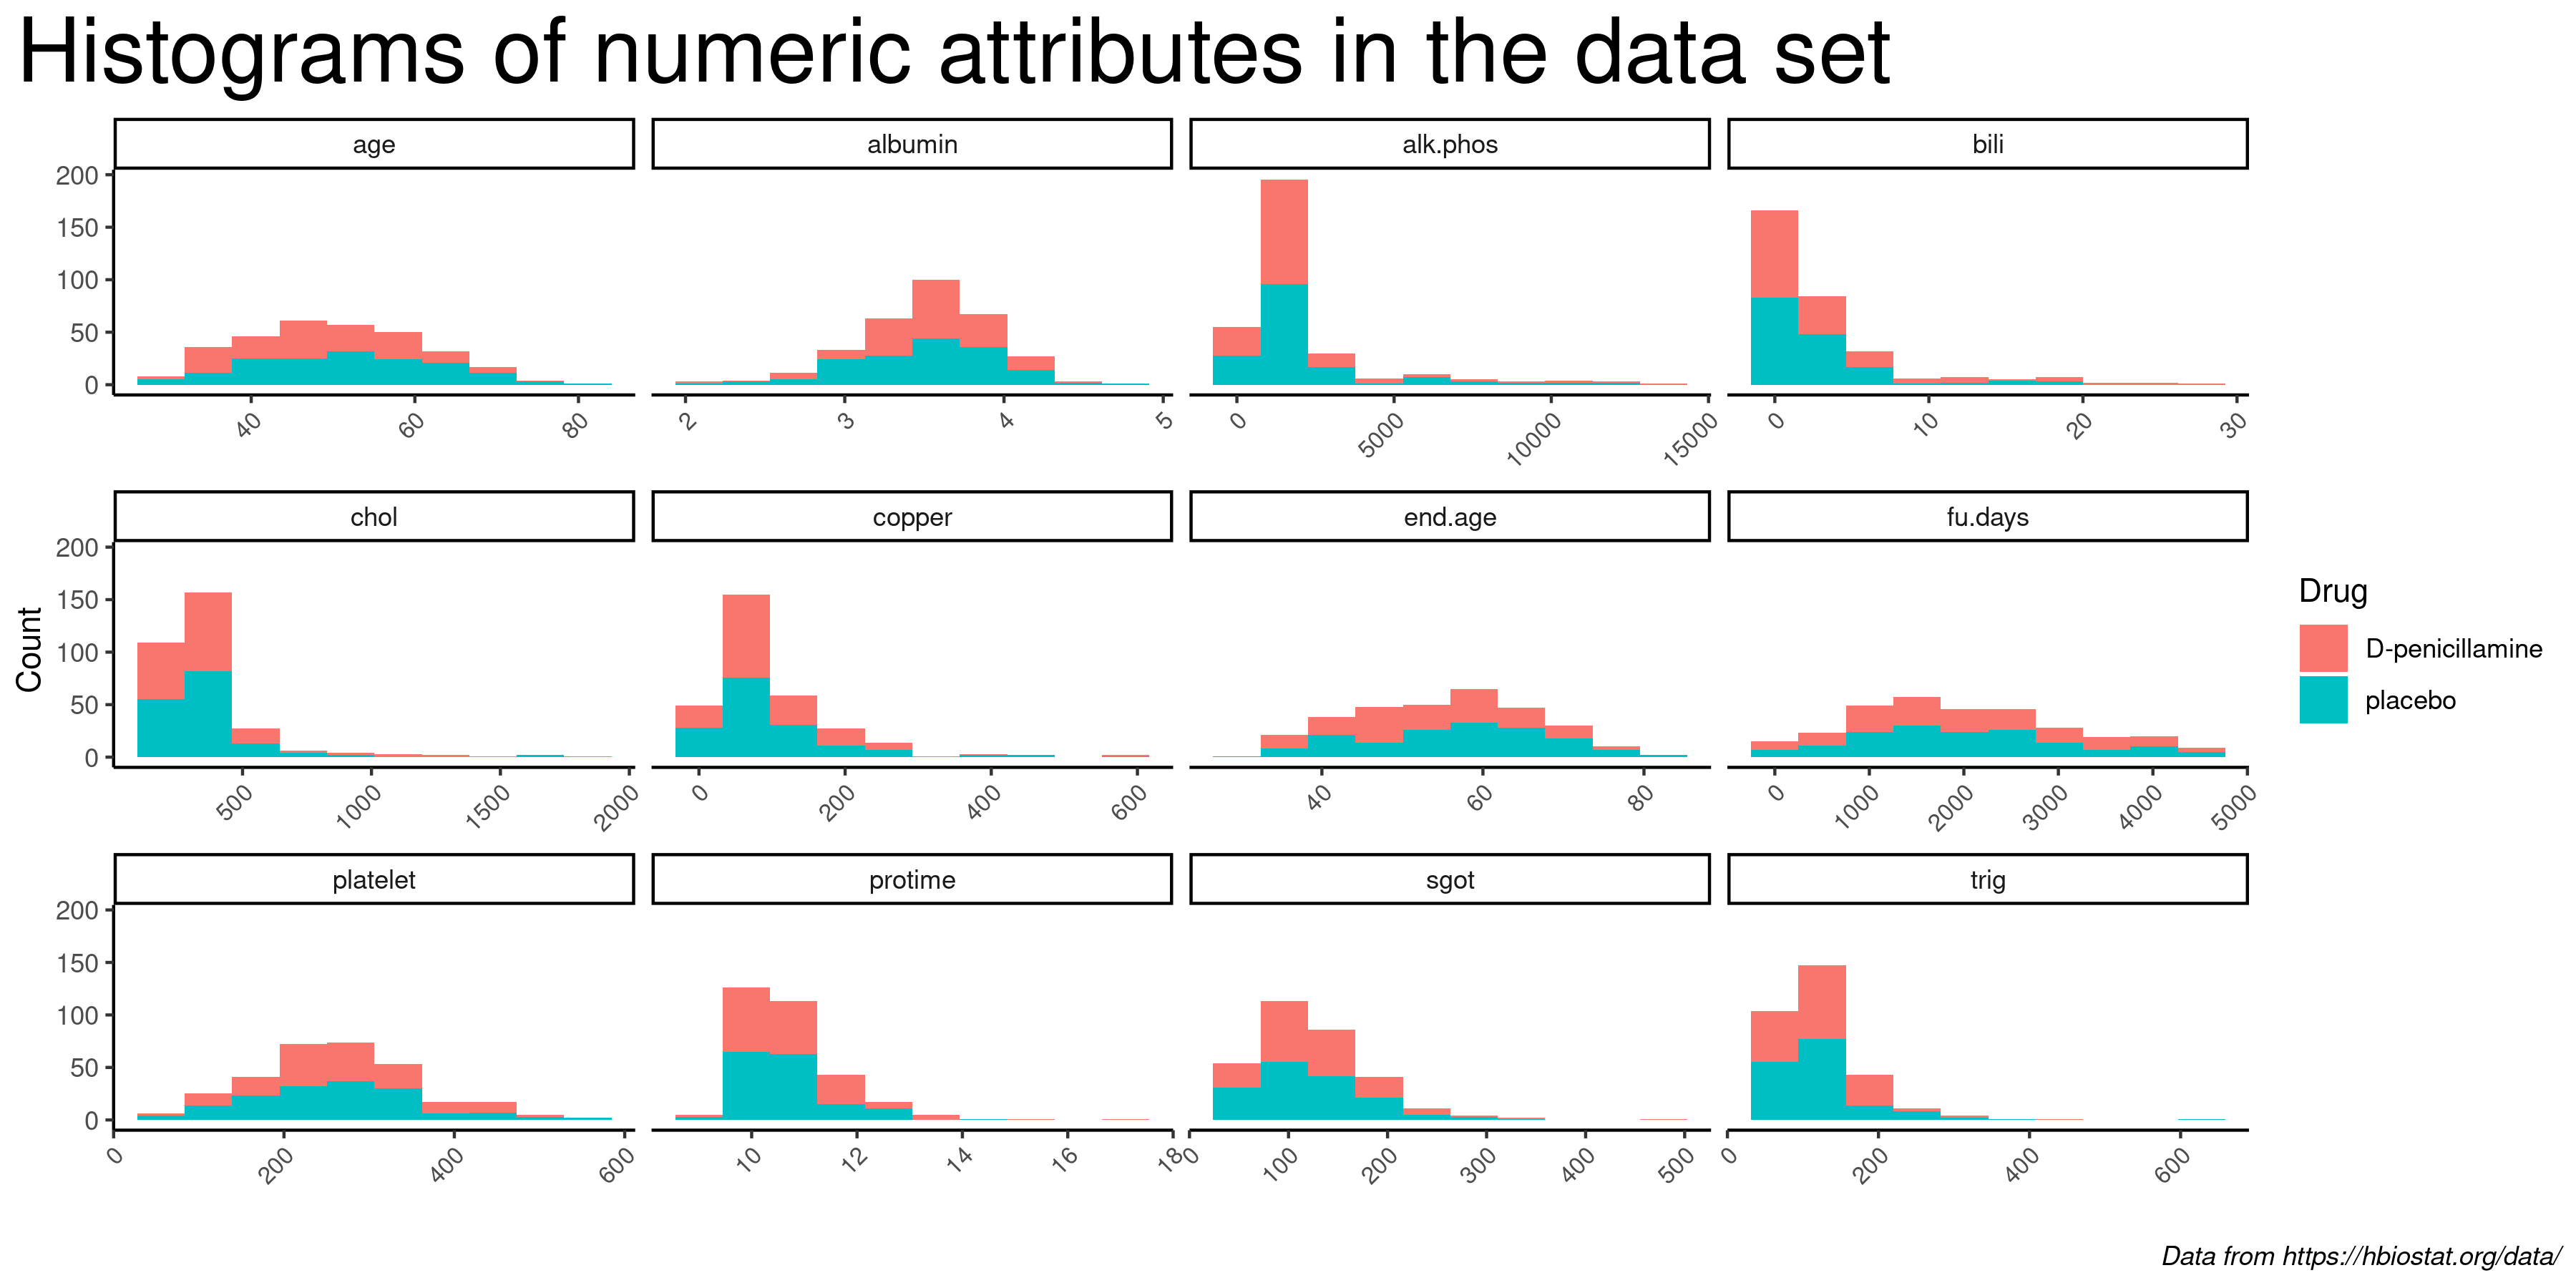 Histograms of numeric attributes in the data set
age albumin alk.phos bili
200
150
100
50
0
40 60 80 2 3 4 5 0 5000 10000 15000 0 10 20 30
chol copper end.age fu.days
200
150
100
50
0
500 1000 1500 2000 0 200 400 600 40 60 80 0 1000 2000 3000 4000 5000
platelet protime sgot trig
200
150
100
50
0
0 200 400 600 10 12 14 16 18 0 100 200 300 400 500 0 200 400 600
Count
Drug
D-penicillamine
placebo
Data from https://hbiostat.org/data/